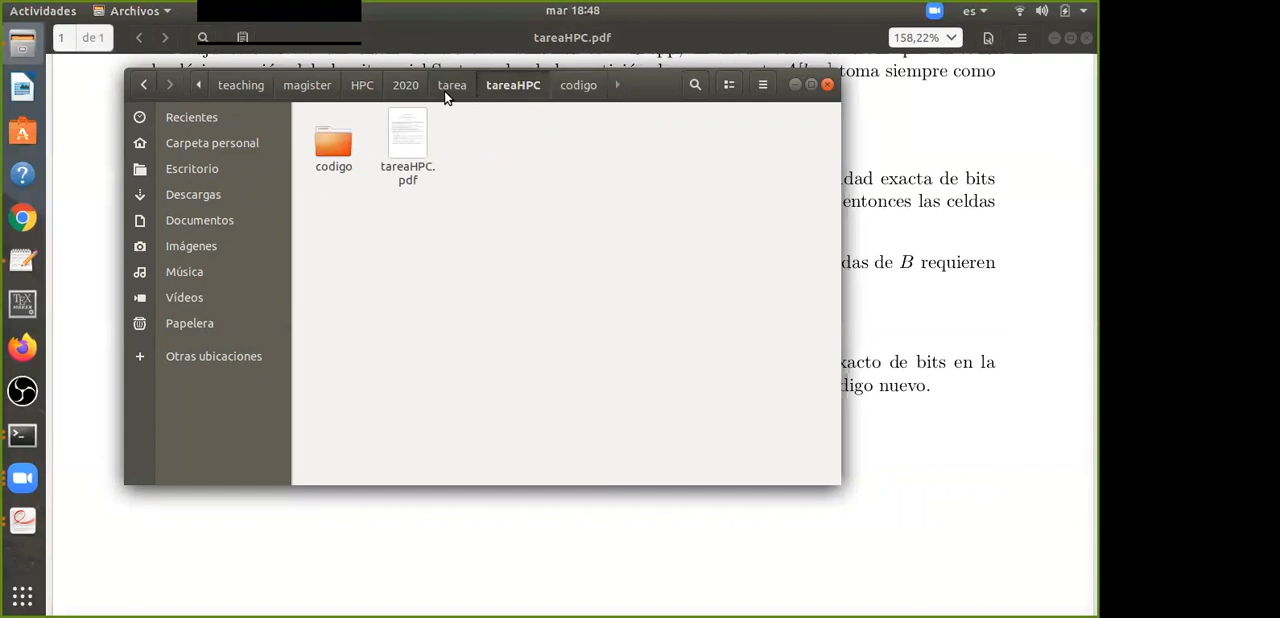 Actividades Archivos mar 18:48 es
1 de 1 tareaHPC.pdf 158,22%
toma siempre como
teaching magister HPC 2020 tarea tareaHPC codigo
Recientes
Carpeta personal
Escritorio
Descargas
Documentos
Imágenes
Música
Vídeos
Papelera
Otras ubicaciones
codigo
tareaHPC.
pdf
dad exacta de bits
entonces las celdas
das de B requieren
xacto de bits en la
digo nuevo.
TEX
MAKER